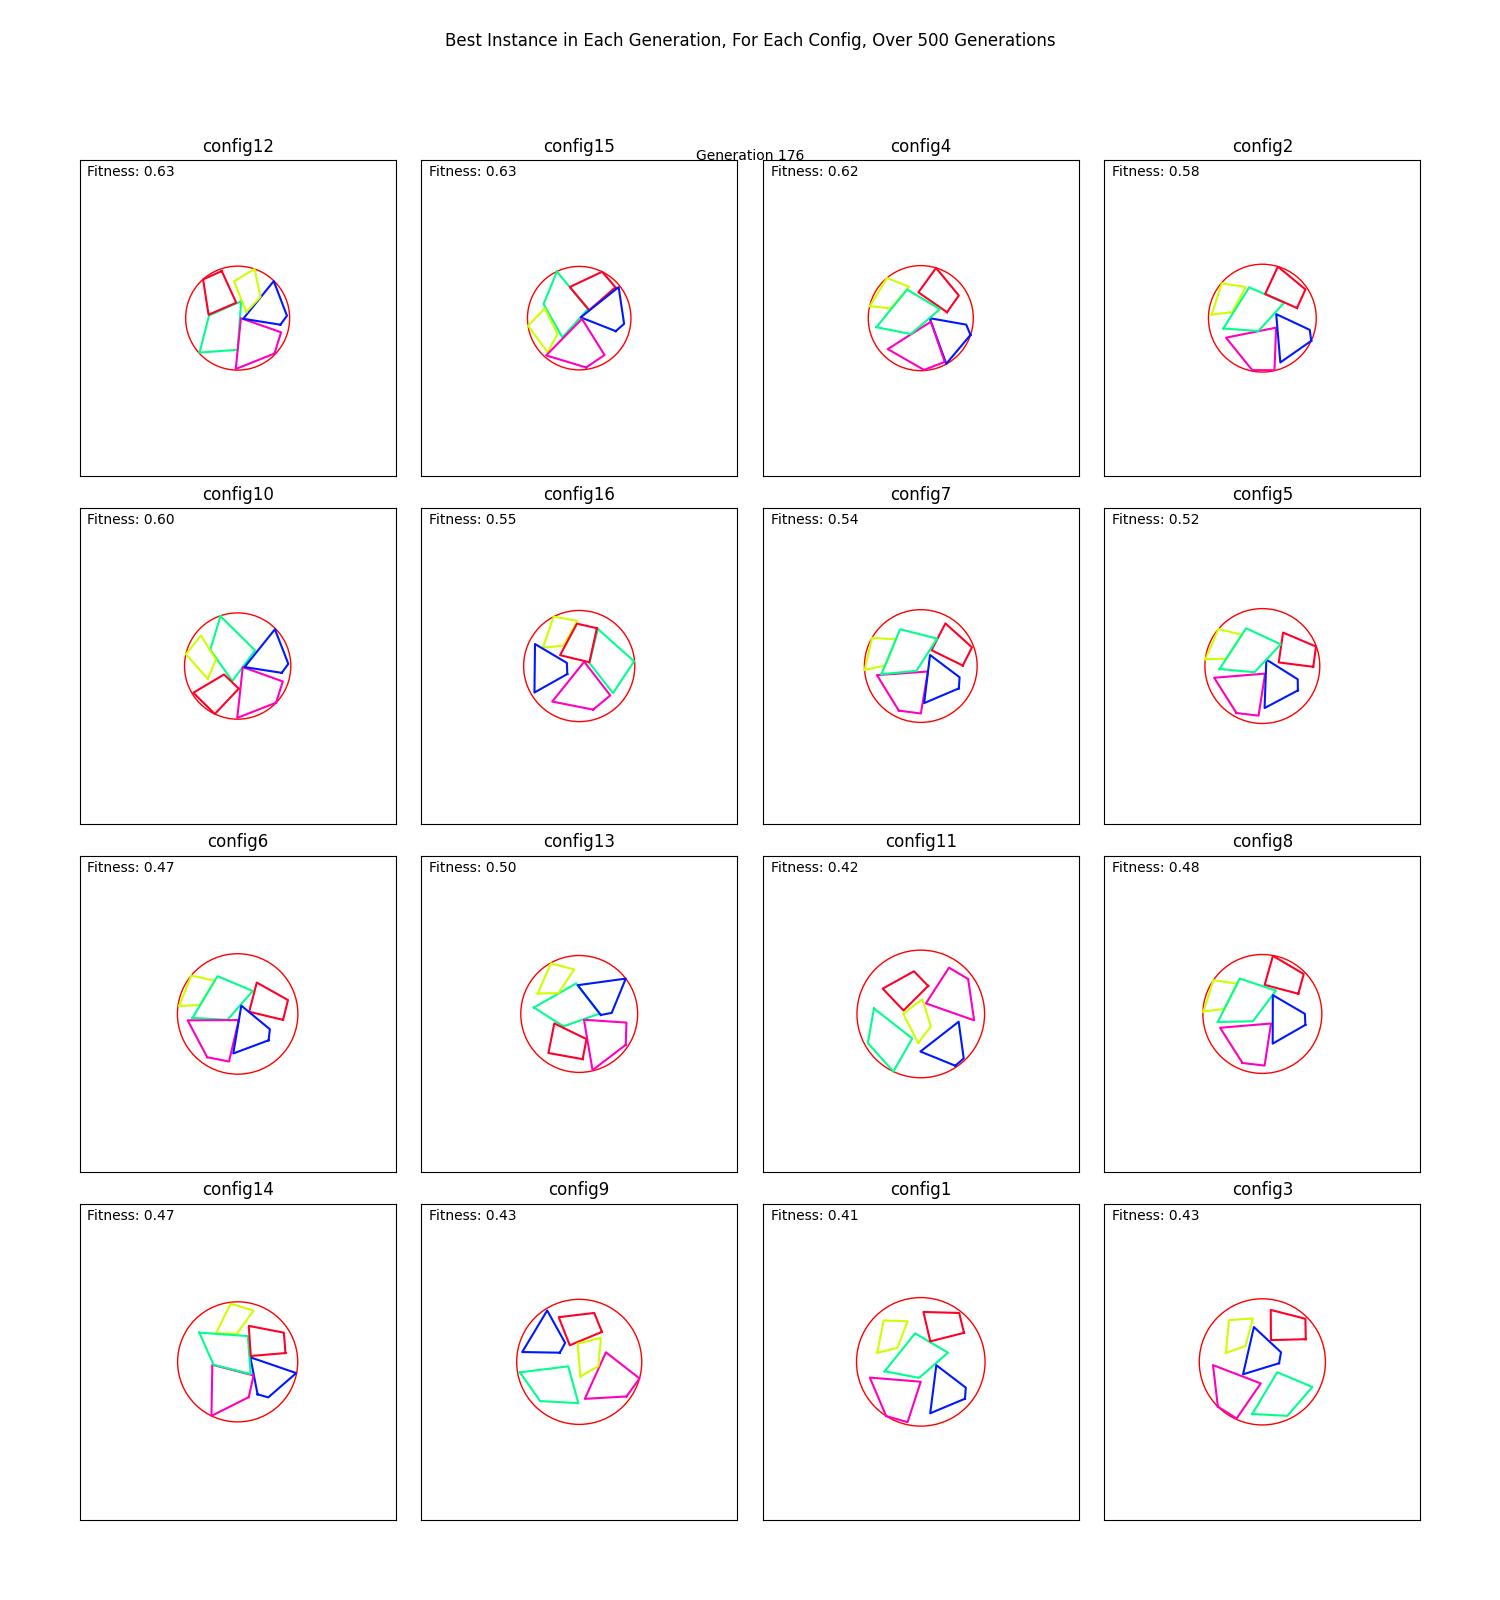 Best Instance in Each Generation, For Each Config, Over 500 Generations
Generation 176
config12
Fitness: 0.63
config15
Fitness: 0.63
config4
Fitness: 0.62
config2
Fitness: 0.58
config10
Fitness: 0.60
config16
Fitness: 0.55
config7
Fitness: 0.54
config5
Fitness: 0.52
config6
Fitness: 0.47
config13
Fitness: 0.50
config11
Fitness: 0.42
config8
Fitness: 0.48
config14
Fitness: 0.47
config9
Fitness: 0.43
config1
Fitness: 0.41
config3
Fitness: 0.43